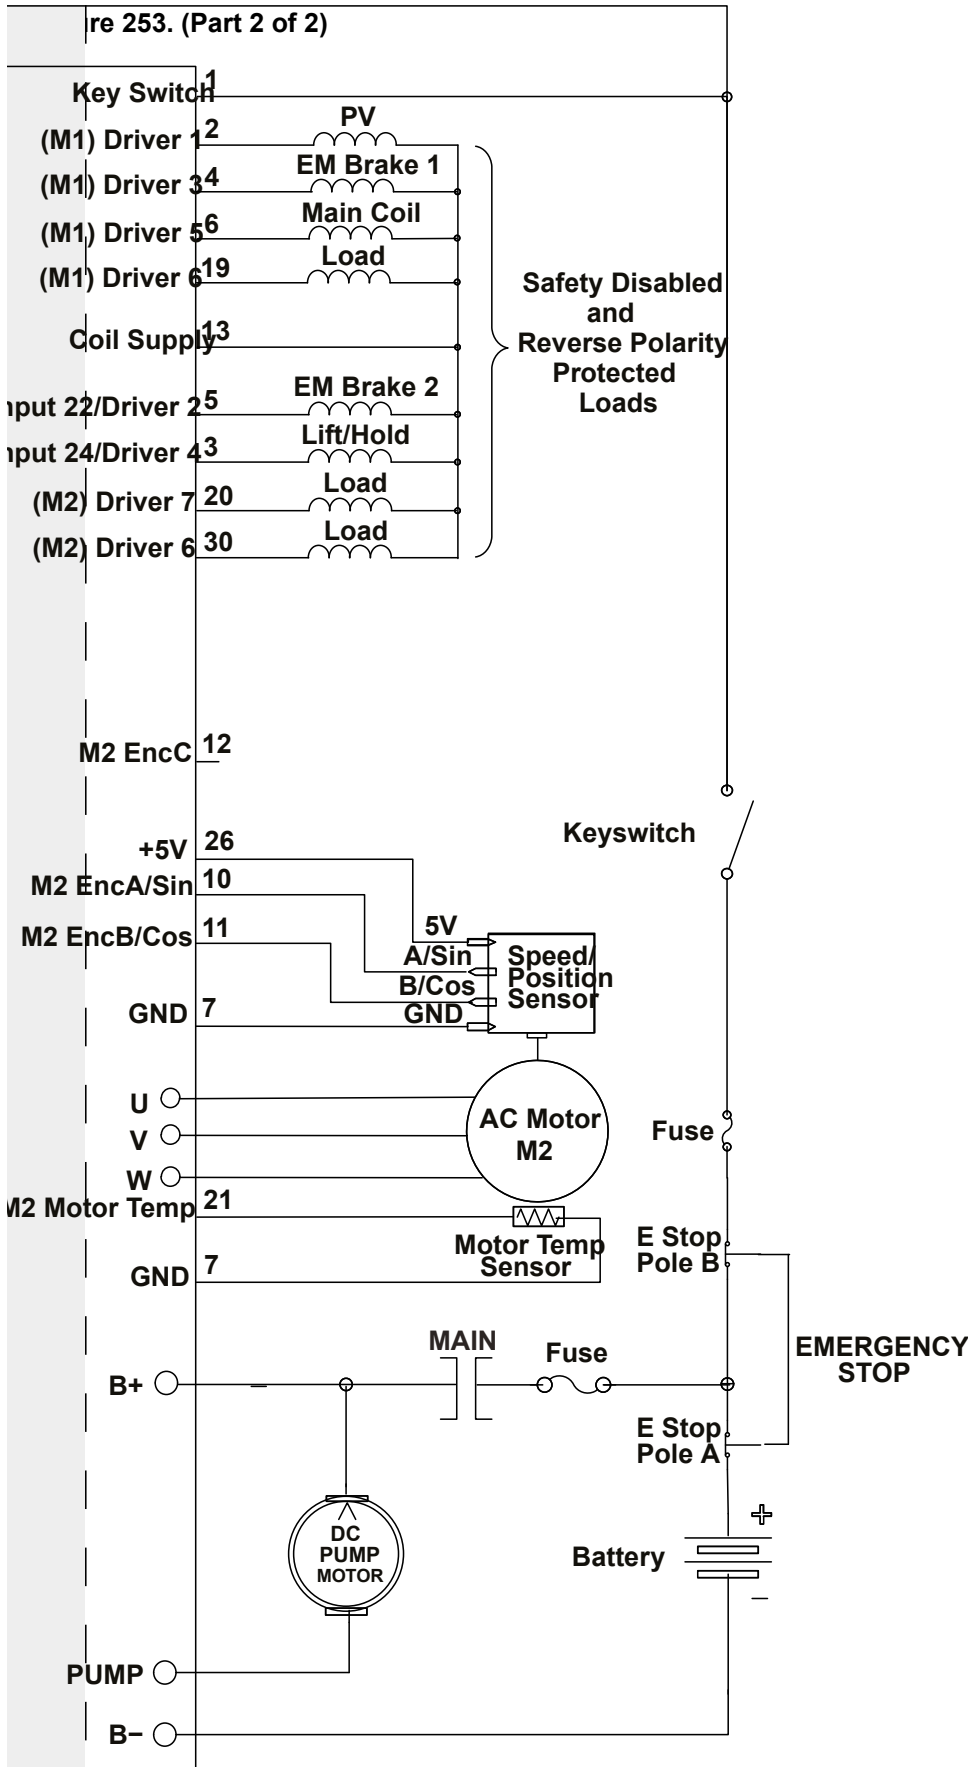 ure 253. (Part 2 of 2)
Key Switch 1
(M1) Driver 1 2 PV
(M1) Driver 3 4 EM Brake 1
(M1) Driver 5 6 Main Coil
(M1) Driver 6 19 Load
Coil Supply 13
Safety Disabled
and
Reverse Polarity
Protected
Loads
nput 22/Driver 2 5 EM Brake 2
nput 24/Driver 4 3 Lift/Hold
(M2) Driver 7 20 Load
(M2) Driver 6 30 Load
M2 EncC 12
Keyswitch
+5V 26
M2 EncA/Sin 10
M2 EncB/Cos 11
5V
A/Sin
B/Cos
GND
Speed/
Position
Sensor
GND 7
U
V
W
AC Motor
M2
Fuse
M2 Motor Temp 21
Motor Temp
Sensor
GND 7
E Stop
Pole B
EMERGENCY
STOP
MAIN
Fuse
B+
E Stop
Pole A
DC
PUMP
MOTOR
+
Battery
−
PUMP
B−